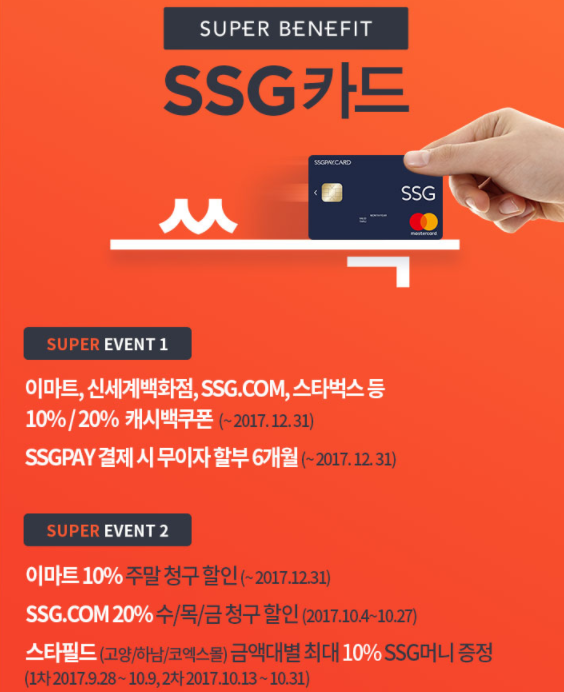 SUPER BENEFIT
SSG카드
SSGPAY.CARD
SSG
mastercard
쓱
SUPER EVENT 1
이마트, 신세계백화점, SSG.COM, 스타벅스 등
10% / 20% 캐시백쿠폰 (~2017. 12. 31)
SSGPAY 결제 시 무이자 할부 6개월 (~ 2017. 12. 31)
SUPER EVENT 2
이마트 10% 주말 청구 할인 (~ 2017.12.31)
SSG.COM 20% 수/목/금 청구 할인 (2017.10.4~10.27)
스타필드 (고양/하남/코엑스몰) 금액대별 최대 10% SSG머니 증정
(1차 2017.9.28 ~ 10.9, 2차 2017.10.13 ~ 10.31)